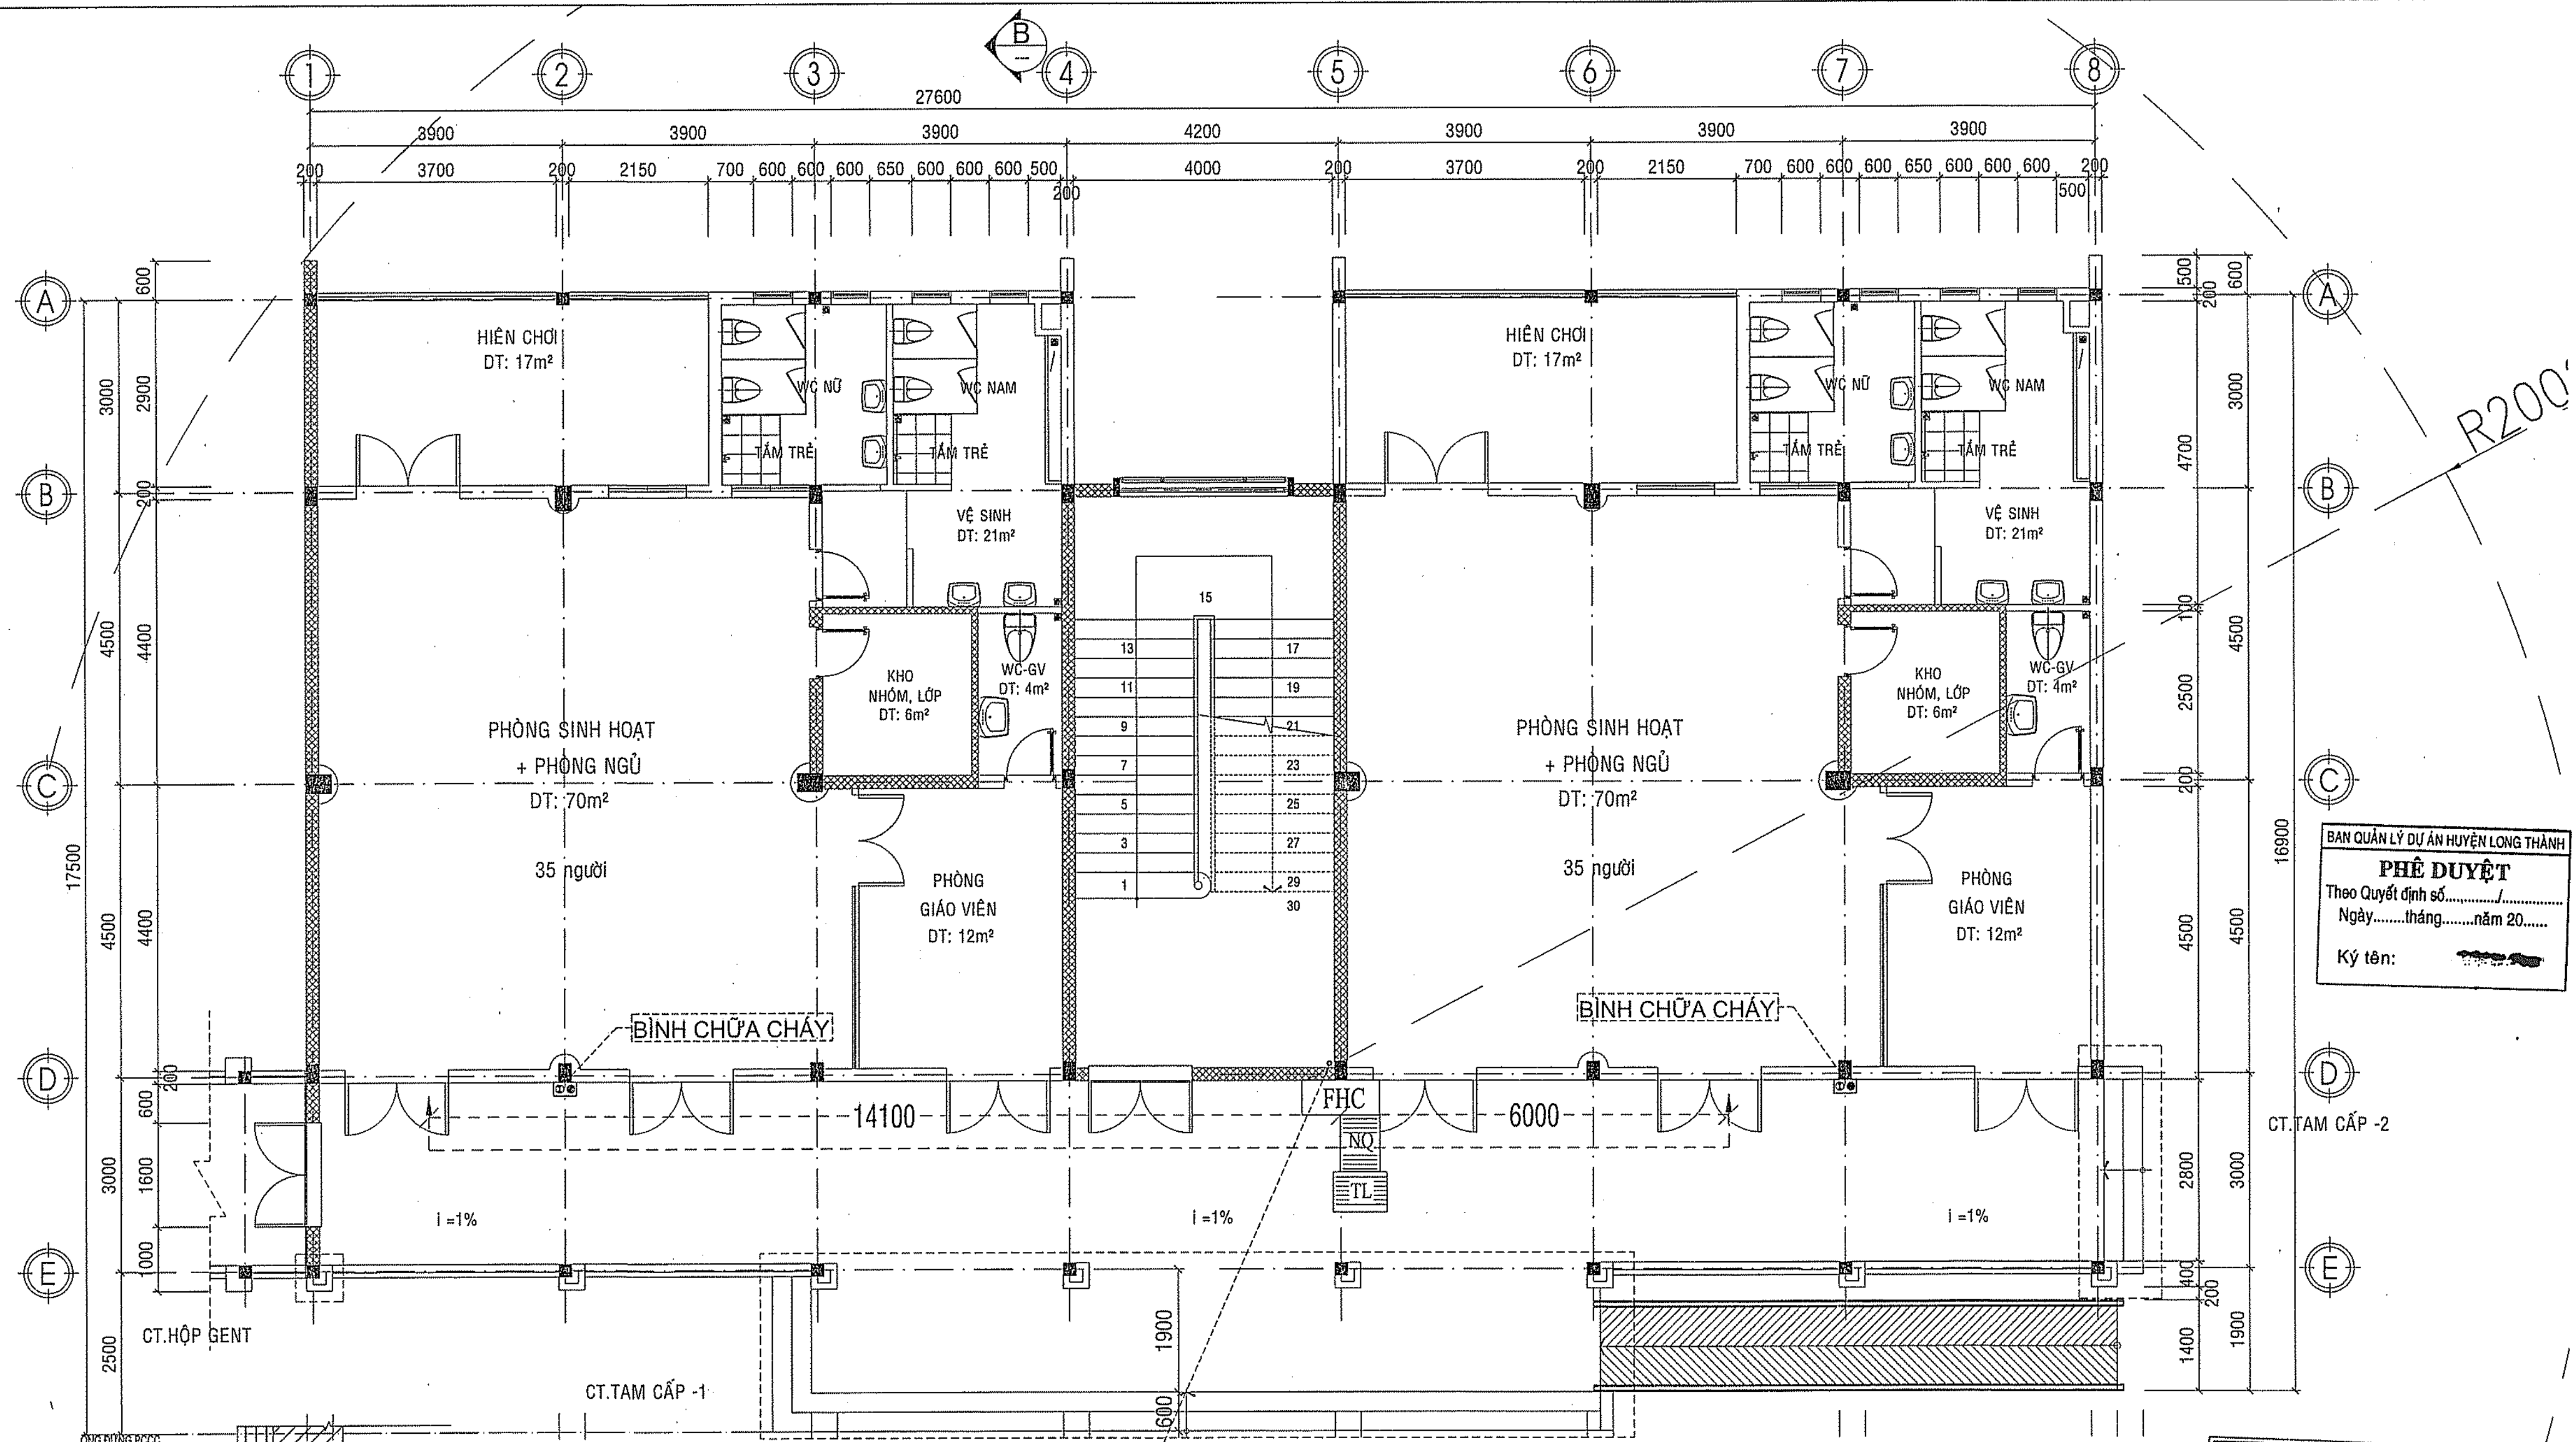 B
1 2 3 4 5 6 7 8
27600
3900 3900 3900 4200 3900 3900 3900
200 3700 200 2150 700 600 600 600 650 600 600 600 500 200 4000 200 3700 200 2150 700 600 600 600 650 600 600 600 500 200
A
600
500
200
600
A
HIÊN CHƠI
DT: 17m²
WC NỮ
WC NAM
TẮM TRẺ
TẮM TRẺ
HIÊN CHƠI
DT: 17m²
WC NỮ
WC NAM
TẮM TRẺ
TẮM TRẺ
3000
2900
4700
3000
R200
B
200
B
VỆ SINH
DT: 21m²
VỆ SINH
DT: 21m²
4500
4400
100
2500
4500
15
13 17
11 19
9 21
7 23
5 25
3 27
1 29
30
KHO
NHÓM, LỚP
DT: 6m²
WC-GV
DT: 4m²
KHO
NHÓM, LỚP
DT: 6m²
WC-GV
DT: 4m²
PHÒNG SINH HOẠT
+ PHÒNG NGỦ
DT: 70m²
35 người
PHÒNG SINH HOẠT
+ PHÒNG NGỦ
DT: 70m²
35 người
C
200
C
17500
16900
PHÒNG
GIÁO VIÊN
DT: 12m²
PHÒNG
GIÁO VIÊN
DT: 12m²
4500
4400
4500
4500
BAN QUẢN LÝ DỰ ÁN HUYỆN LONG THÀNH
PHÊ DUYỆT
Theo Quyết định số............../...............
Ngày........tháng........năm 20......
Ký tên:
BÌNH CHỮA CHÁY
BÌNH CHỮA CHÁY
D
200
D
600
14100
FHC
6000
NQ
TL
CT.TAM CẤP -2
3000
1600
2800
3000
i =1%
i =1%
i =1%
E
1000
400
200
E
CT.HỘP GENT
2500
1900
1400
1900
CT.TAM CẤP -1
600